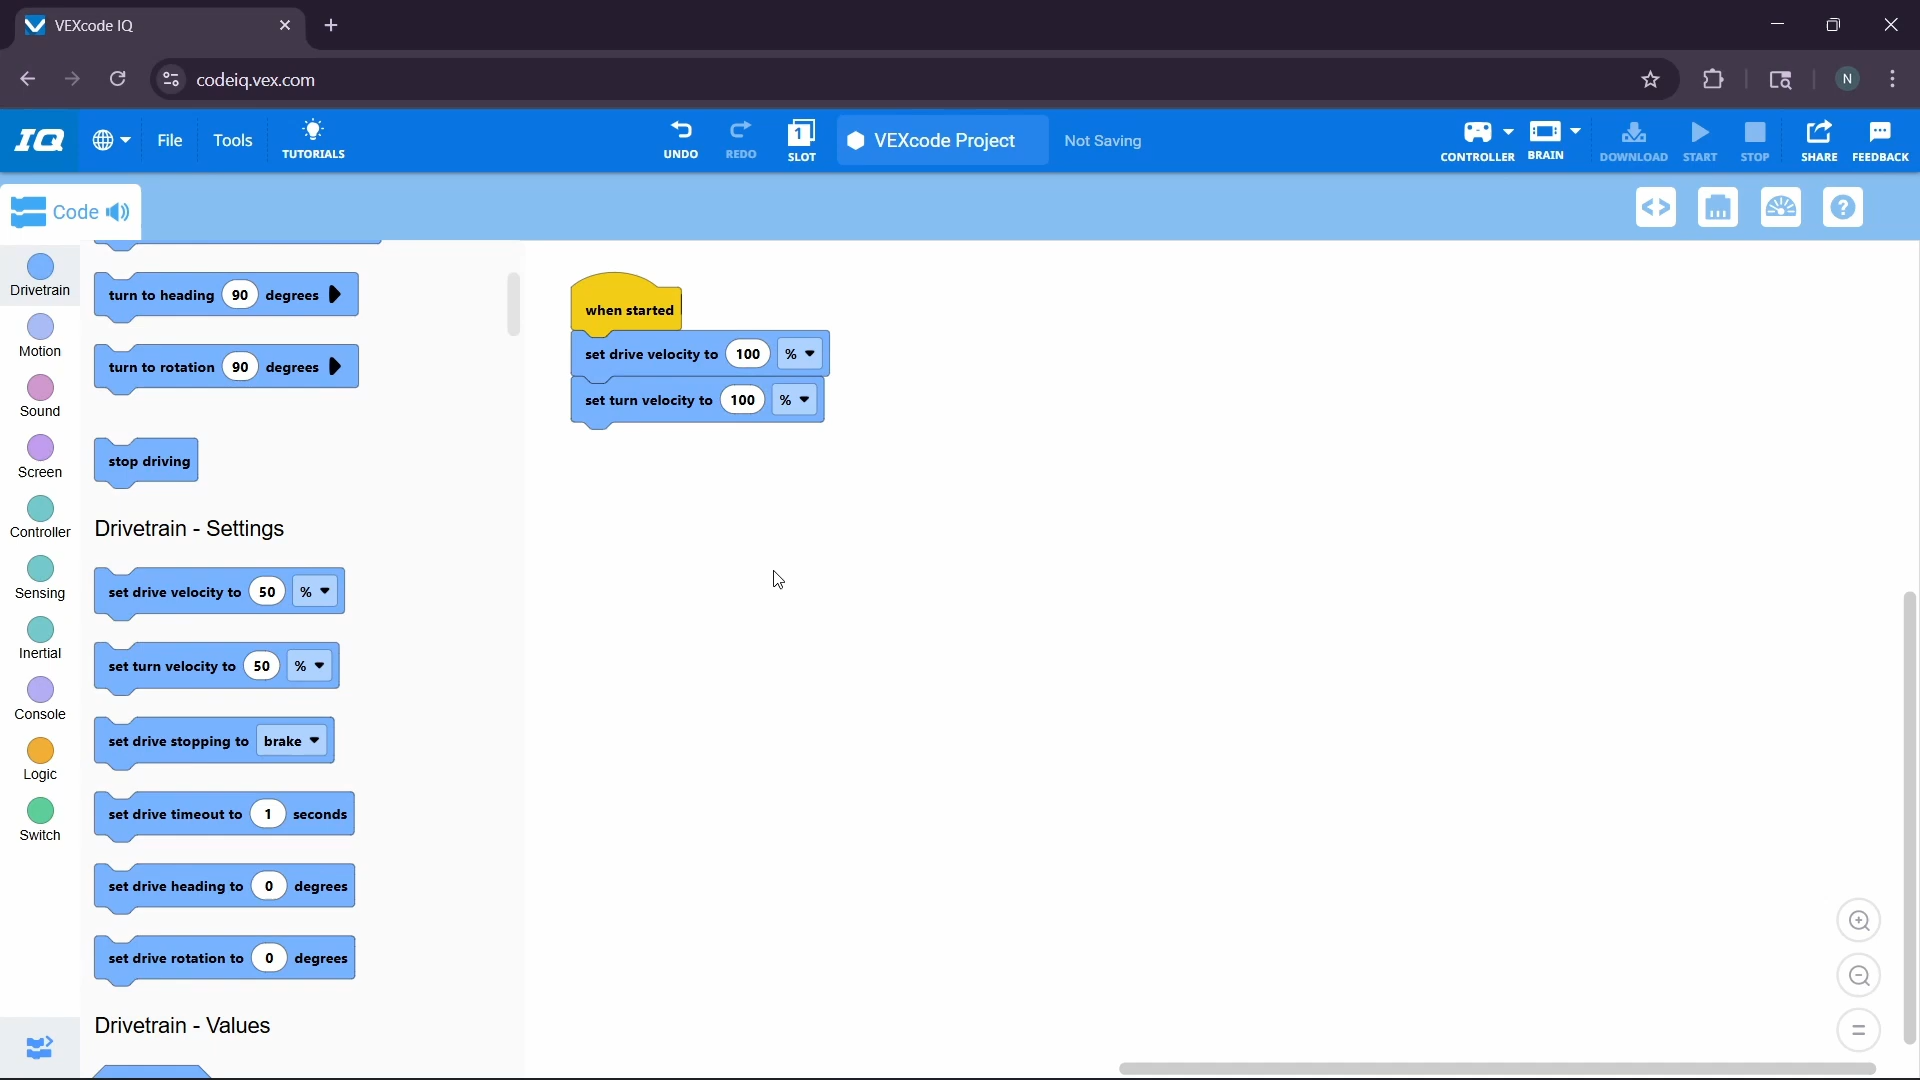 VEXcode IQ
codeiq.vex.com
N
IQ
File
Tools
TUTORIALS
UNDO
REDO
1
SLOT
VEXcode Project
Not Saving
CONTROLLER
BRAIN
DOWNLOAD
START
STOP
SHARE
FEEDBACK
Code
Drivetrain
Motion
Sound
Screen
Controller
Sensing
Inertial
Console
Logic
Switch
turn to heading 90 degrees
turn to rotation 90 degrees
stop driving
Drivetrain - Settings
set drive velocity to 50 %
set turn velocity to 50 %
set drive stopping to brake
set drive timeout to 1 seconds
set drive heading to 0 degrees
set drive rotation to 0 degrees
Drivetrain - Values
when started
set drive velocity to 100 %
set turn velocity to 100 %